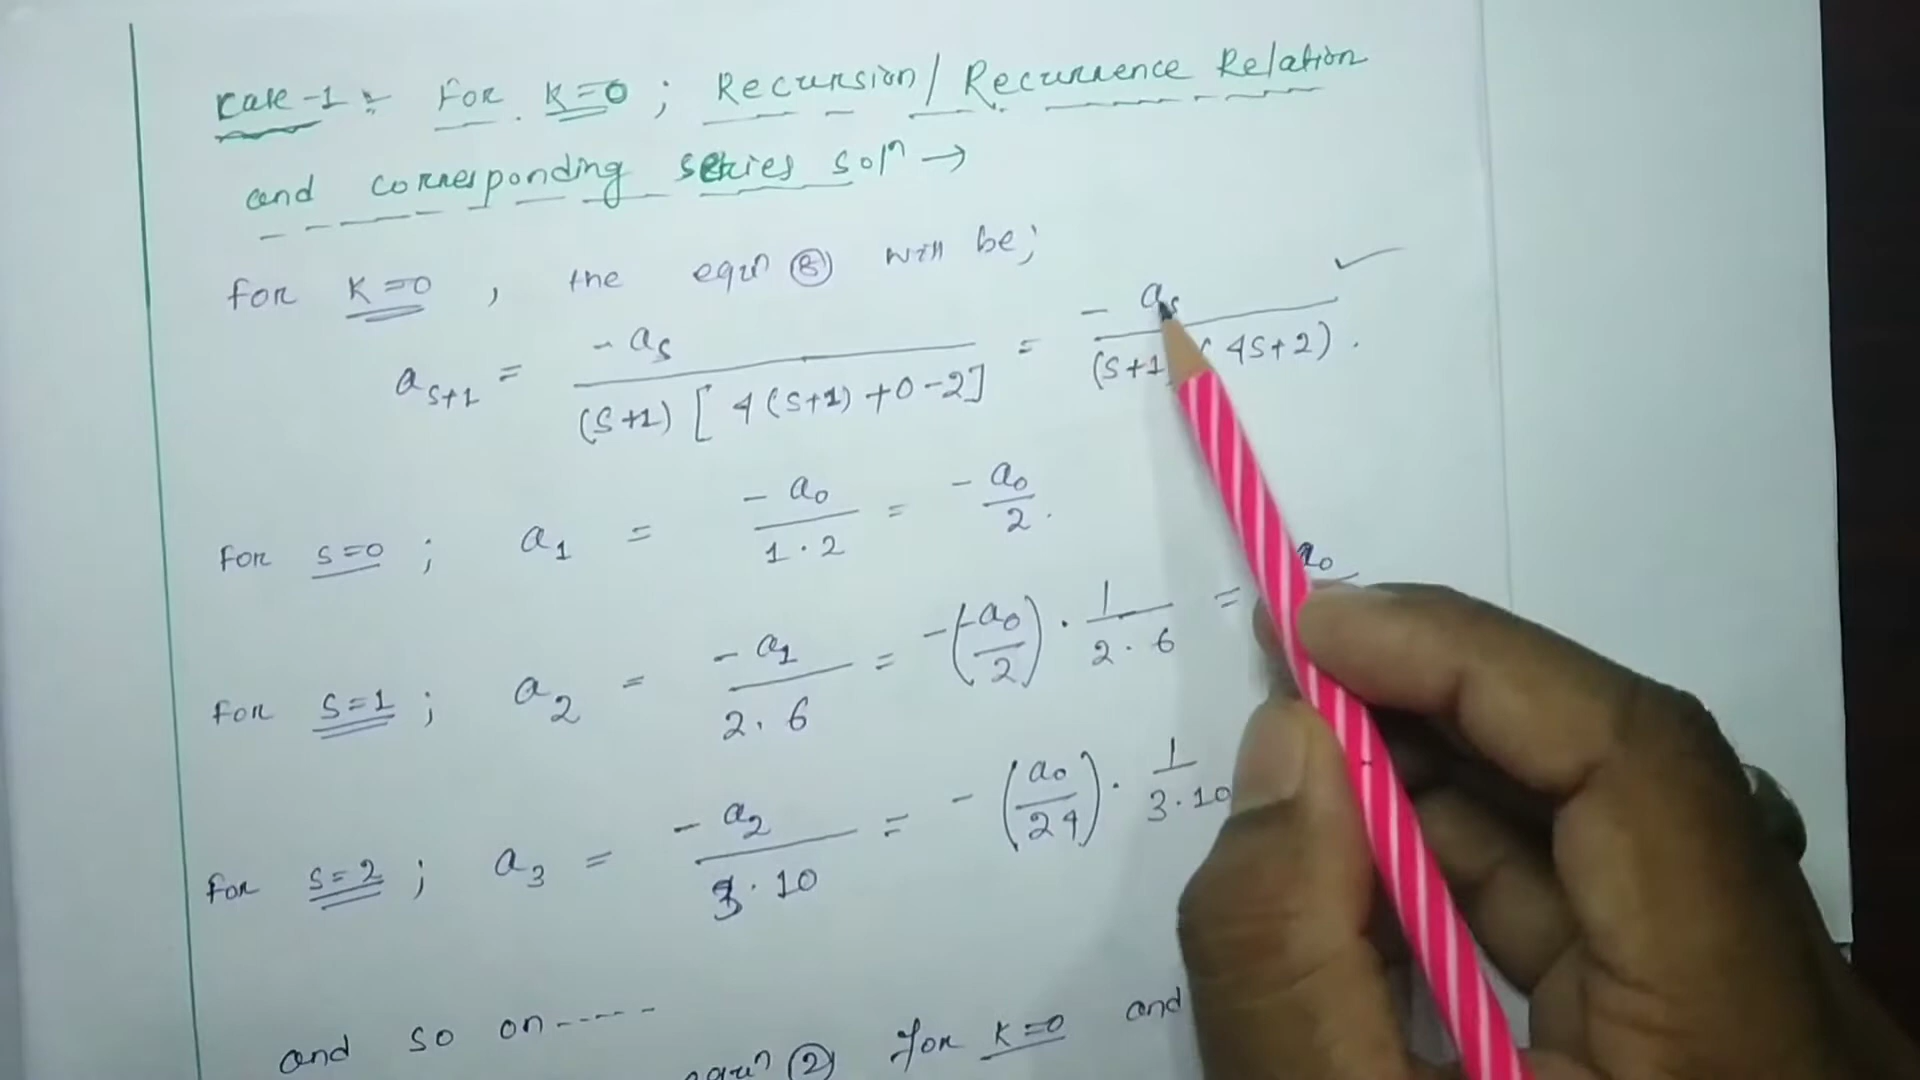 Case-1 :- For K=0 ; Recursion/Recurrence Relation
and corresponding series solⁿ →
for K=0 , the equⁿ ⑧ will be;
a_{s+1} = -a_s / (s+1)[4(s+1)+0-2] = -a_s / (s+1)(4s+2).
For s=0 ; a_1 = -a_0 / 1·2 = -a_0/2.
For s=1 ; a_2 = -a_1 / 2.6 = -(-a_0/2) · 1/2·6 = a_0
For s=2 ; a_3 = -a_2 / 3·10 = -(a_0/24) · 1/3·10
and so on-----
equⁿ ② for K=0 and